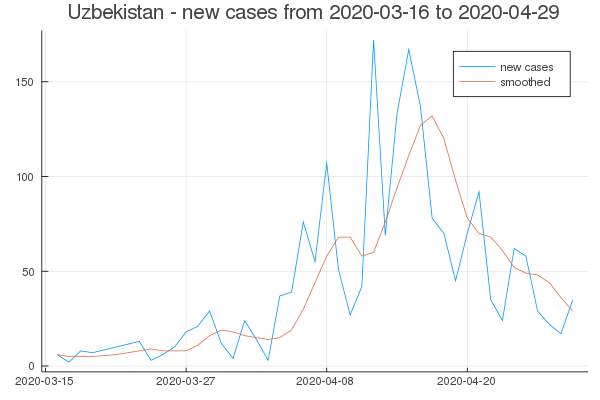 Uzbekistan - new cases from 2020-03-16 to 2020-04-29
new cases
smoothed
150
100
50
0
2020-03-15 2020-03-27 2020-04-08 2020-04-20